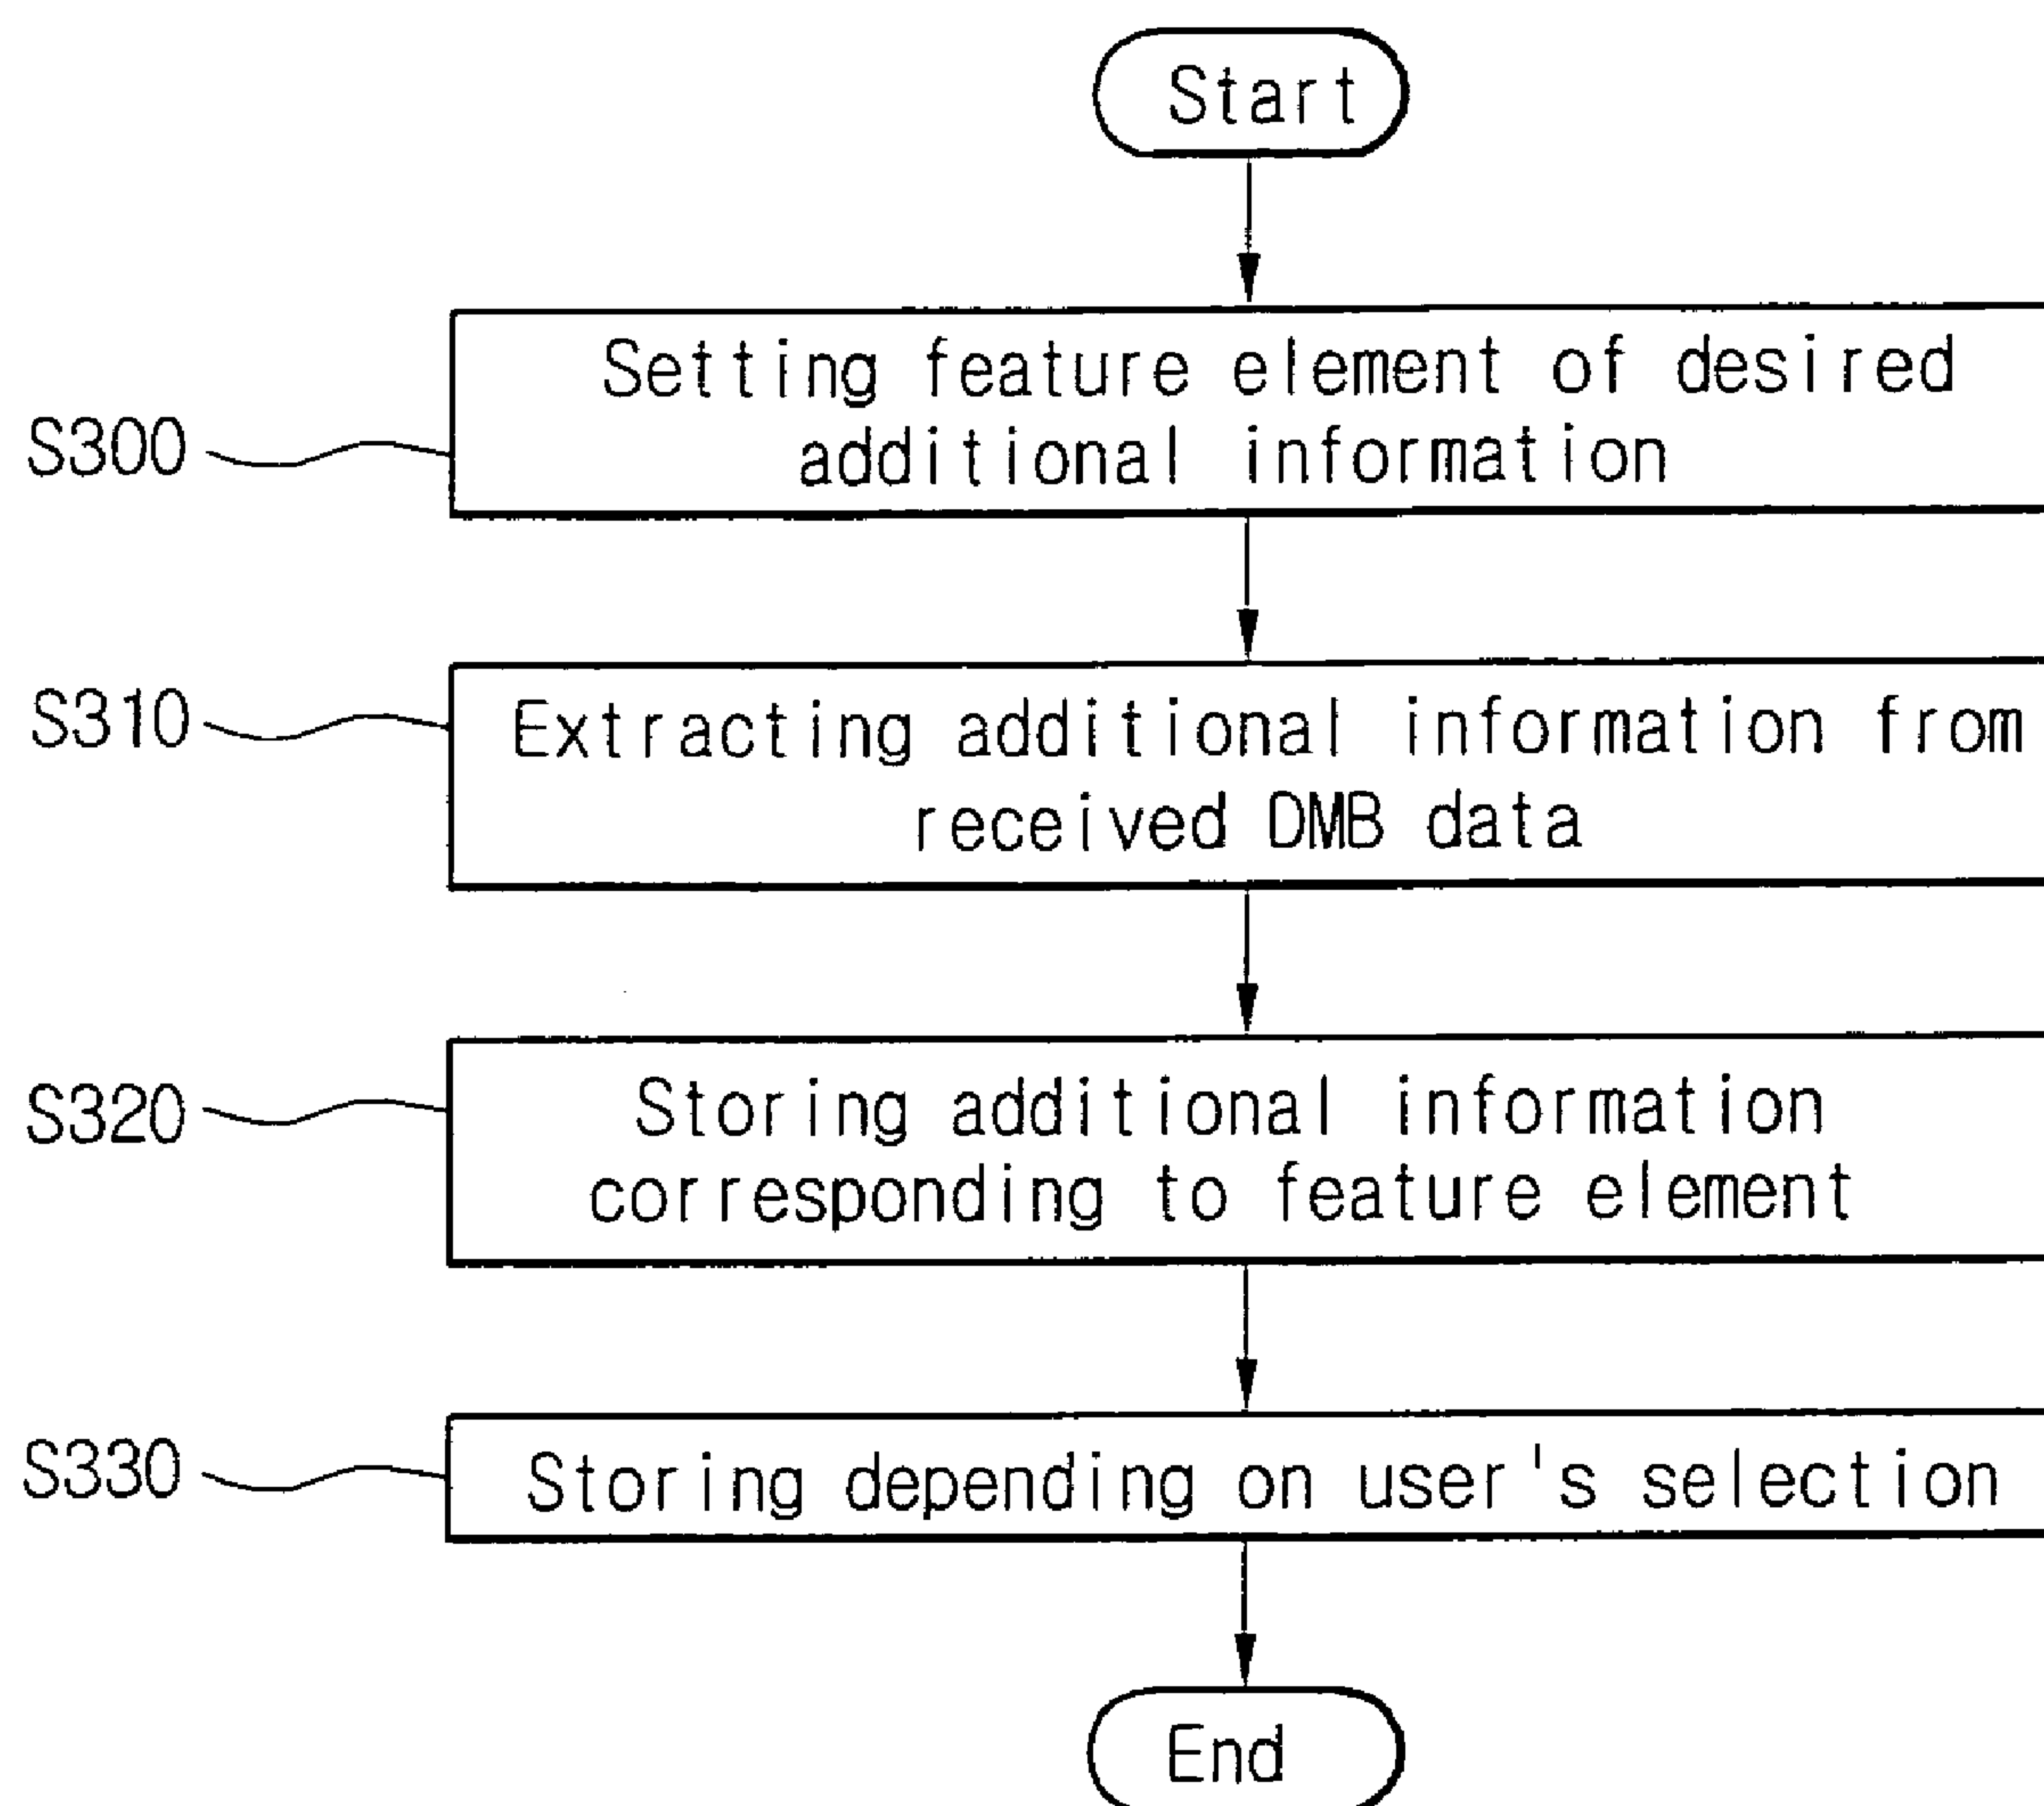 Start
Setting feature element of desired
additional information
S300
S310
Extracting additional information from
received DMB data
S320
Storing additional information
corresponding to feature element
S330
Storing depending on user's selection
End